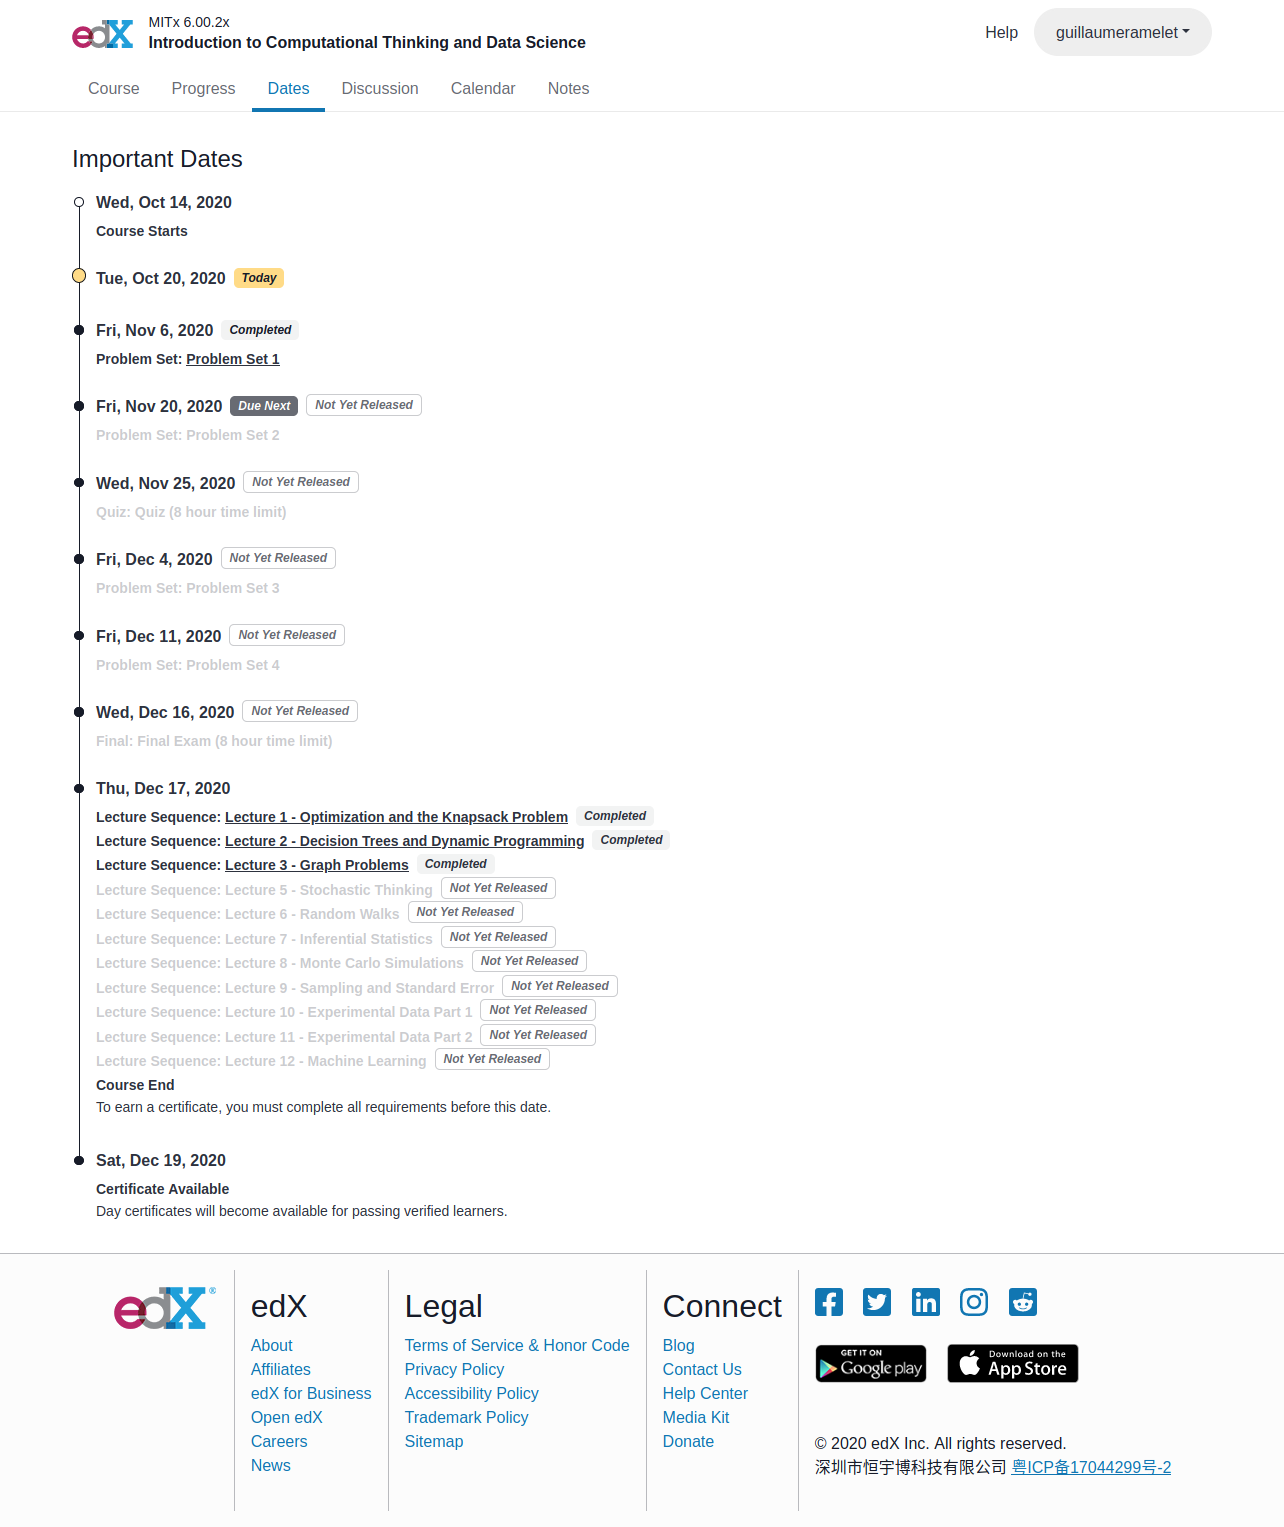 edX
MITx 6.00.2x
Introduction to Computational Thinking and Data Science
Help
guillaumeramelet
Course
Progress
Dates
Discussion
Calendar
Notes
Important Dates
Wed, Oct 14, 2020
Course Starts
Tue, Oct 20, 2020 Today
Fri, Nov 6, 2020 Completed
Problem Set: Problem Set 1
Fri, Nov 20, 2020 Due Next Not Yet Released
Problem Set: Problem Set 2
Wed, Nov 25, 2020 Not Yet Released
Quiz: Quiz (8 hour time limit)
Fri, Dec 4, 2020 Not Yet Released
Problem Set: Problem Set 3
Fri, Dec 11, 2020 Not Yet Released
Problem Set: Problem Set 4
Wed, Dec 16, 2020 Not Yet Released
Final: Final Exam (8 hour time limit)
Thu, Dec 17, 2020
Lecture Sequence: Lecture 1 - Optimization and the Knapsack Problem Completed
Lecture Sequence: Lecture 2 - Decision Trees and Dynamic Programming Completed
Lecture Sequence: Lecture 3 - Graph Problems Completed
Lecture Sequence: Lecture 5 - Stochastic Thinking Not Yet Released
Lecture Sequence: Lecture 6 - Random Walks Not Yet Released
Lecture Sequence: Lecture 7 - Inferential Statistics Not Yet Released
Lecture Sequence: Lecture 8 - Monte Carlo Simulations Not Yet Released
Lecture Sequence: Lecture 9 - Sampling and Standard Error Not Yet Released
Lecture Sequence: Lecture 10 - Experimental Data Part 1 Not Yet Released
Lecture Sequence: Lecture 11 - Experimental Data Part 2 Not Yet Released
Lecture Sequence: Lecture 12 - Machine Learning Not Yet Released
Course End
To earn a certificate, you must complete all requirements before this date.
Sat, Dec 19, 2020
Certificate Available
Day certificates will become available for passing verified learners.
edX®
edX
About
Affiliates
edX for Business
Open edX
Careers
News
Legal
Terms of Service & Honor Code
Privacy Policy
Accessibility Policy
Trademark Policy
Sitemap
Connect
Blog
Contact Us
Help Center
Media Kit
Donate
GET IT ON
Google play
Download on the
App Store
© 2020 edX Inc. All rights reserved.
深圳市恒宇博科技有限公司 粤ICP备17044299号-2